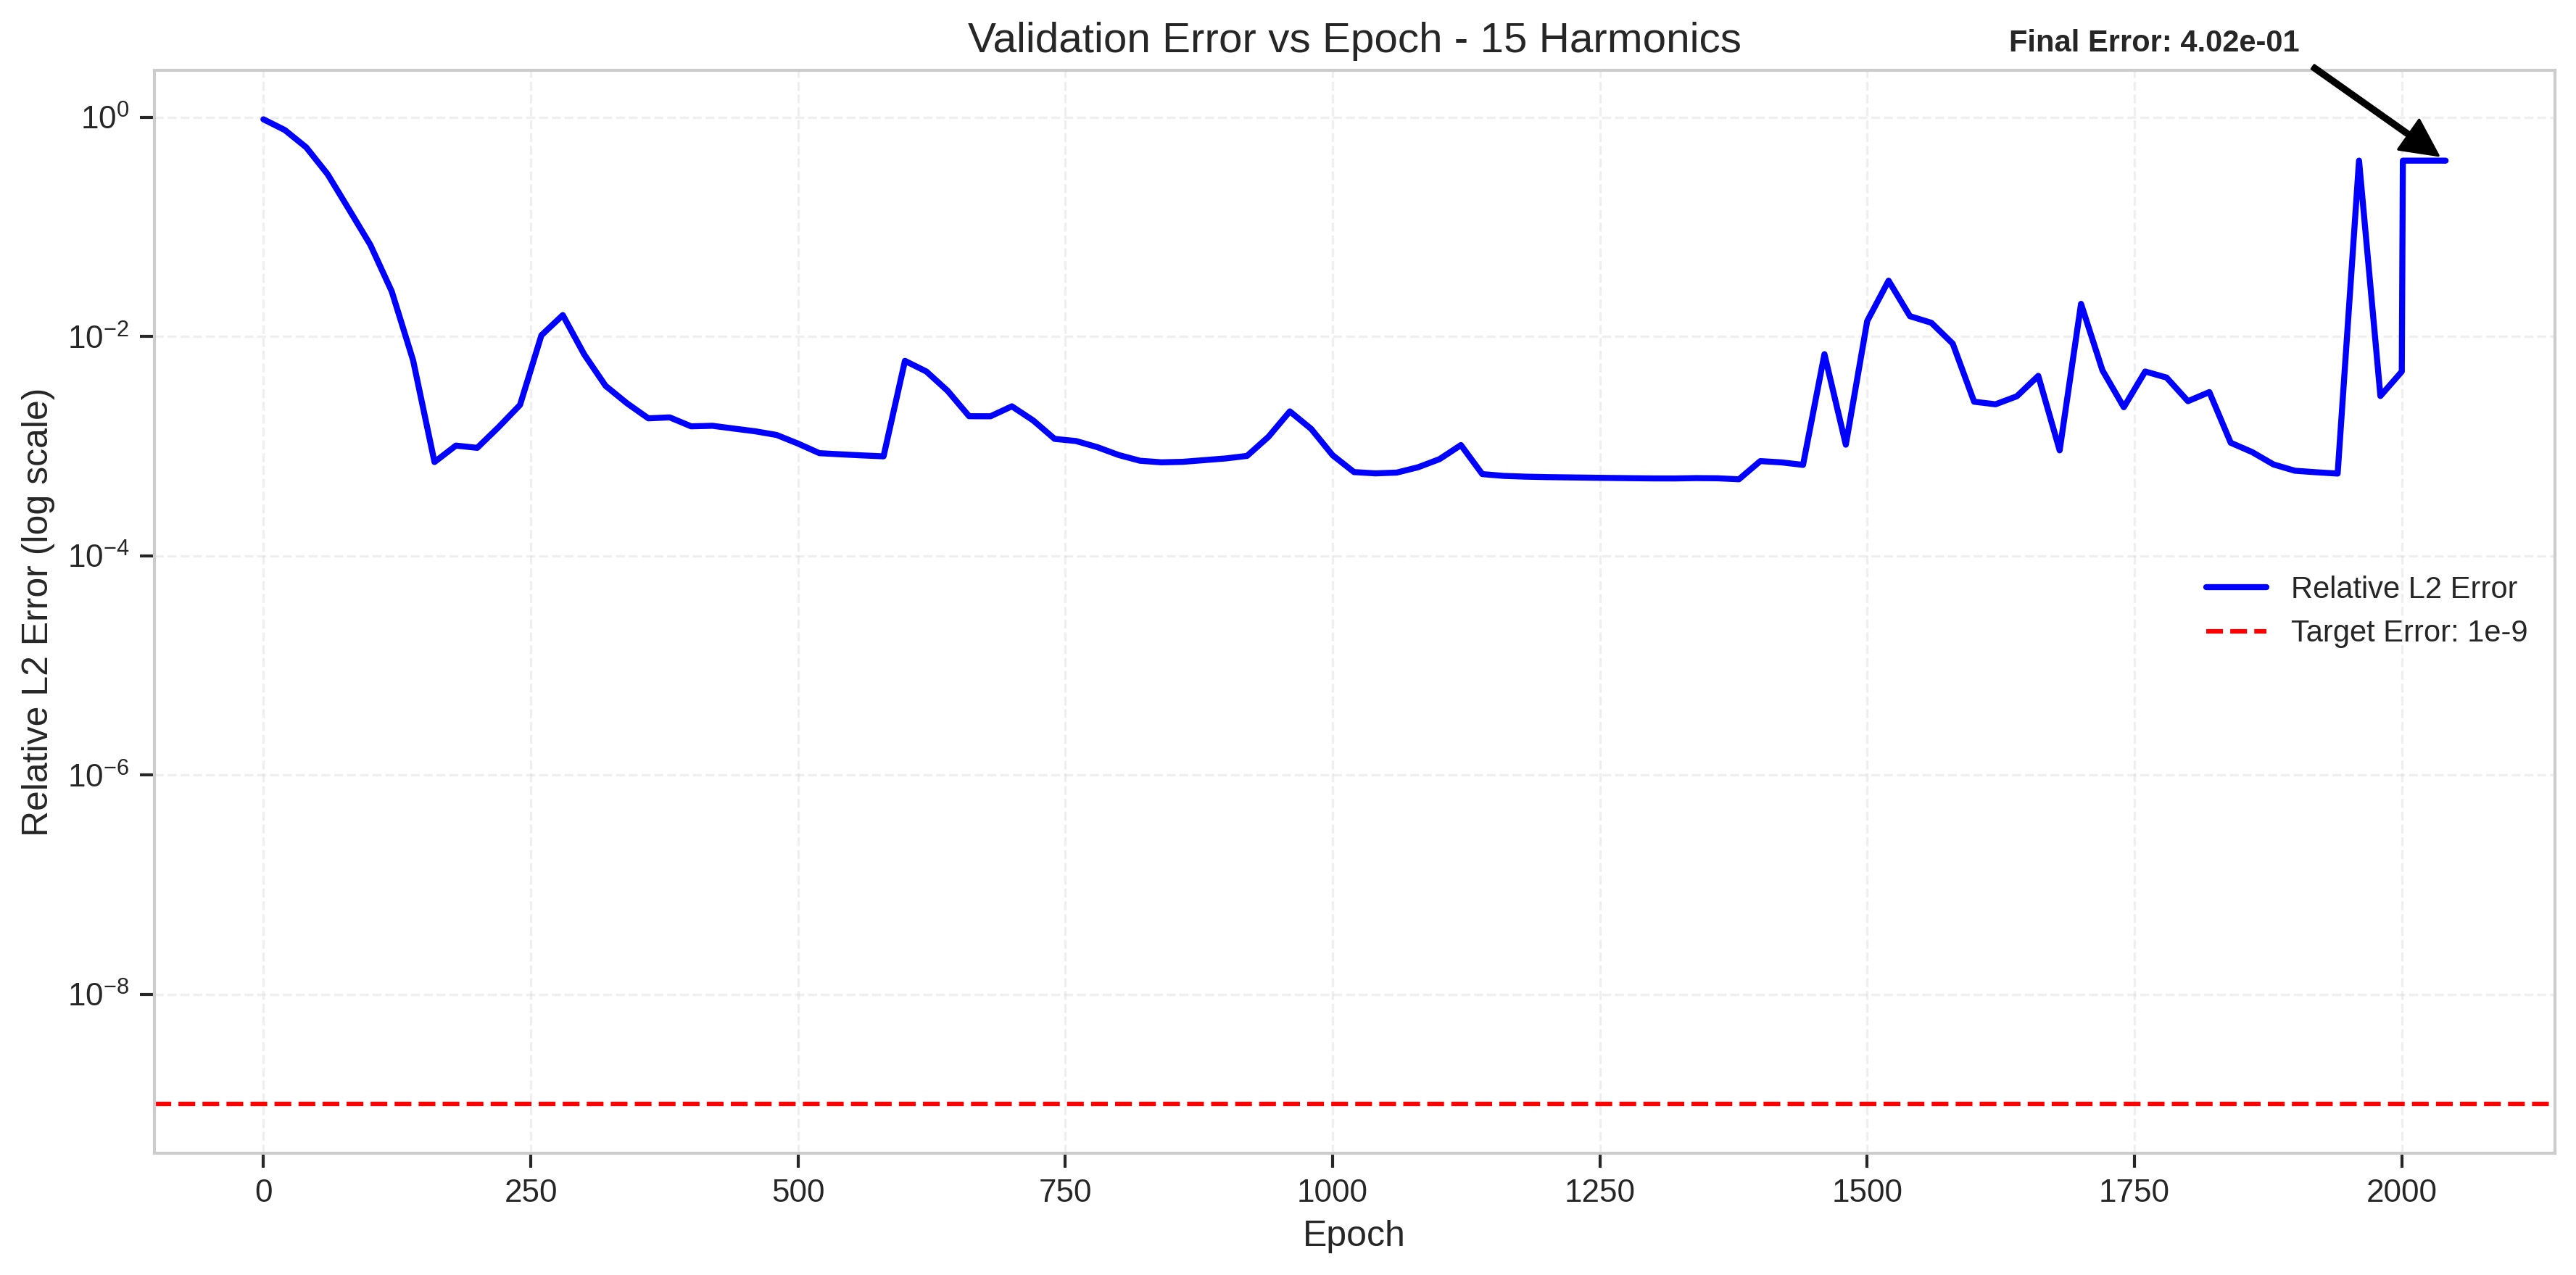 Validation Error vs Epoch - 15 Harmonics
Final Error: 4.02e-01
Relative L2 Error (log scale)
10⁰
10⁻²
10⁻⁴
10⁻⁶
10⁻⁸
Relative L2 Error
Target Error: 1e-9
0 250 500 750 1000 1250 1500 1750 2000
Epoch